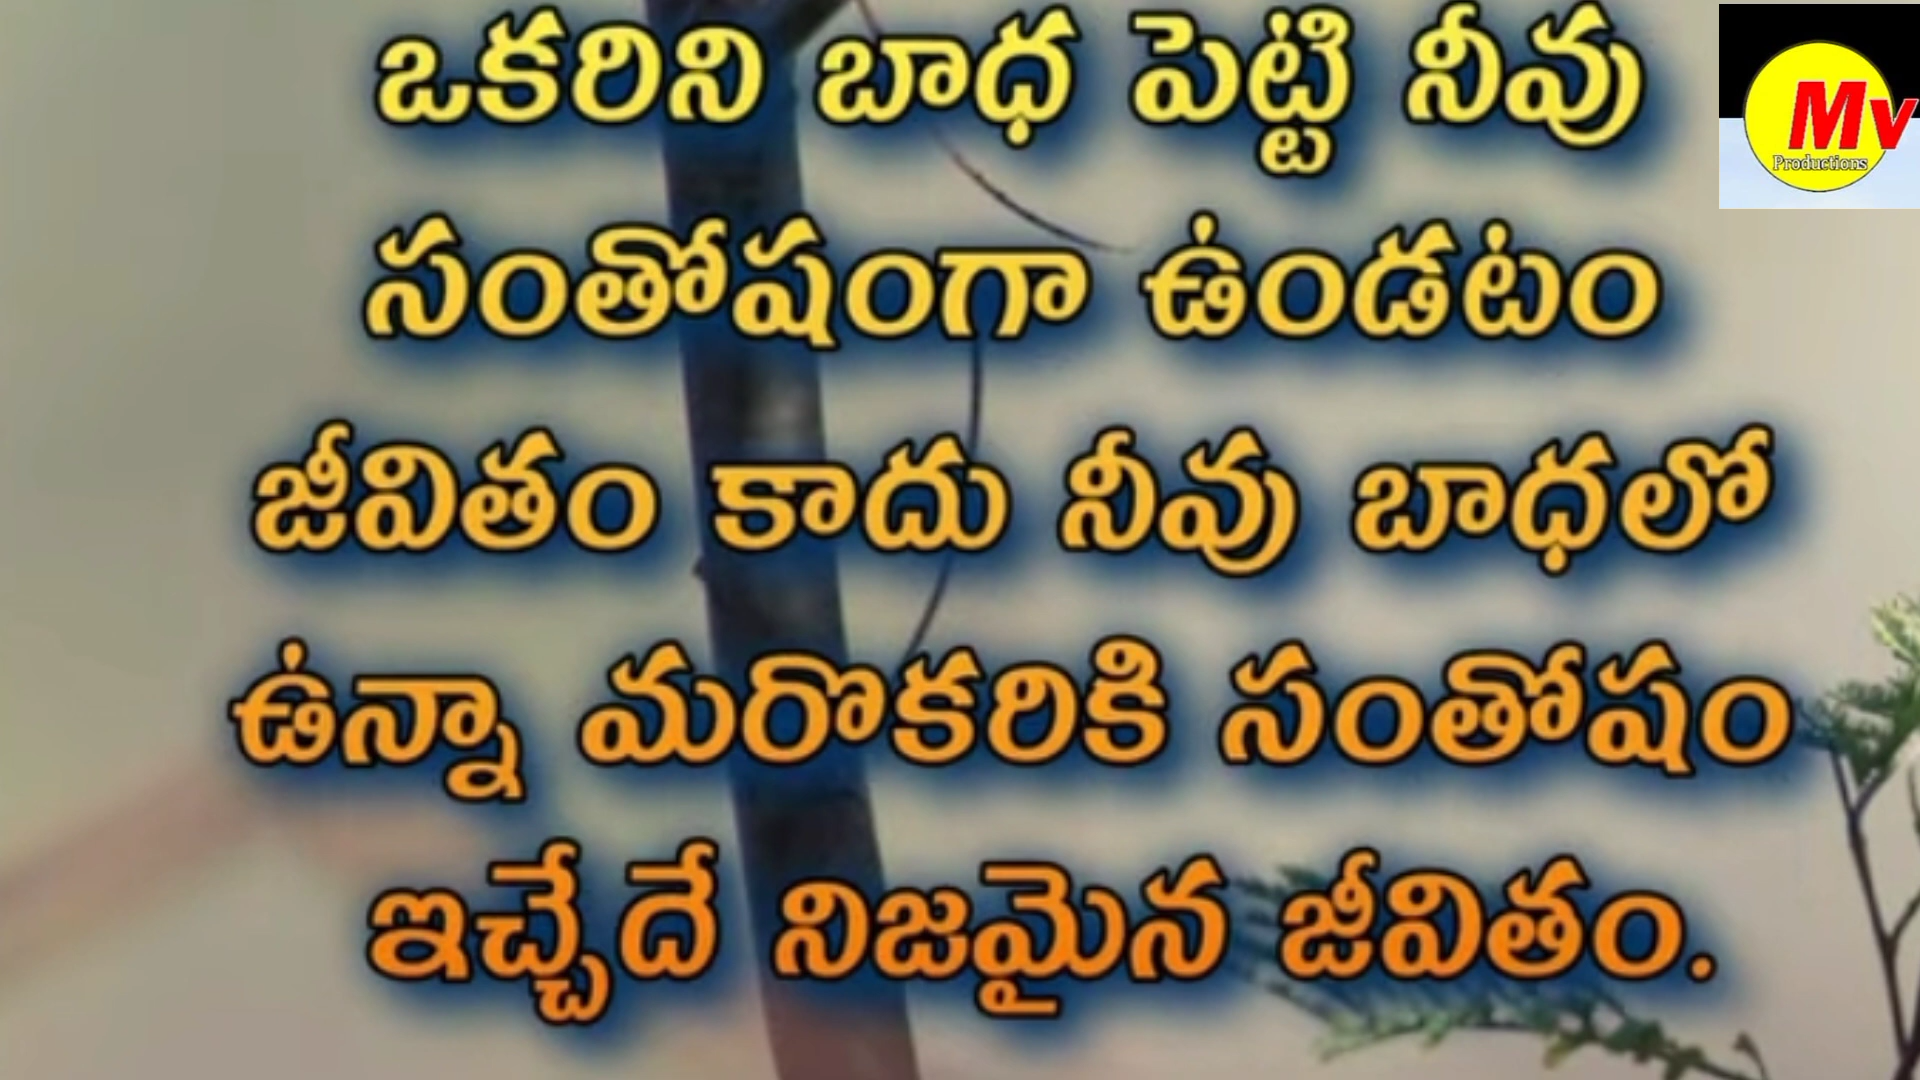 ఒకరిని బాధ పెట్టి నీవు
సంతోషంగా ఉండటం
జీవితం కాదు నీవు బాధలో
ఉన్నా మరొకరికి సంతోషం
ఇచ్చేదే నిజమైన జీవితం.
Mv
Productions